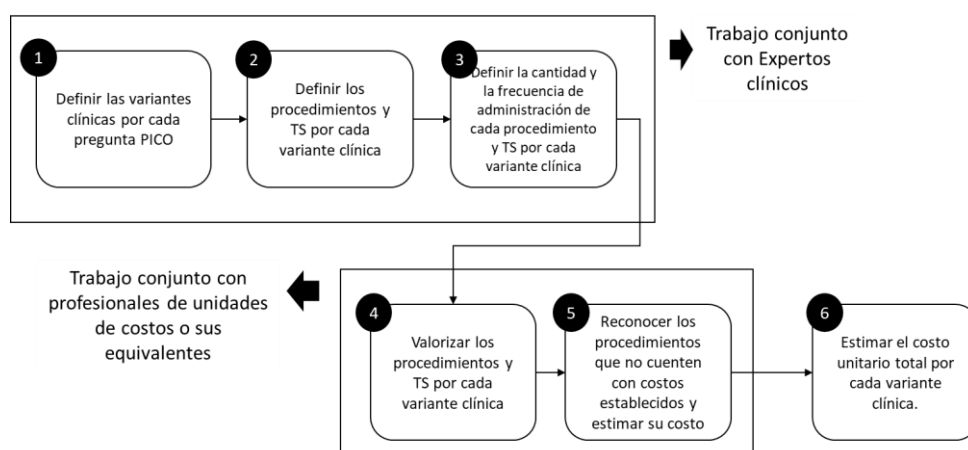 1
Definir las variantes
clínicas por cada
pregunta PICO
2
Definir los
procedimientos y
TS por cada
variante clínica
3
Definir la cantidad y
la frecuencia de
administración de
cada procedimiento
y TS por cada
variante clínica
Trabajo conjunto
con Expertos
clínicos
Trabajo conjunto con
profesionales de unidades
de costos o sus
equivalentes
4
Valorizar los
procedimientos y
TS por cada
variante clínica
5
Reconocer los
procedimientos
que no cuenten
con costos
establecidos y
estimar su costo
6
Estimar el costo
unitario total por
cada variante
clínica.